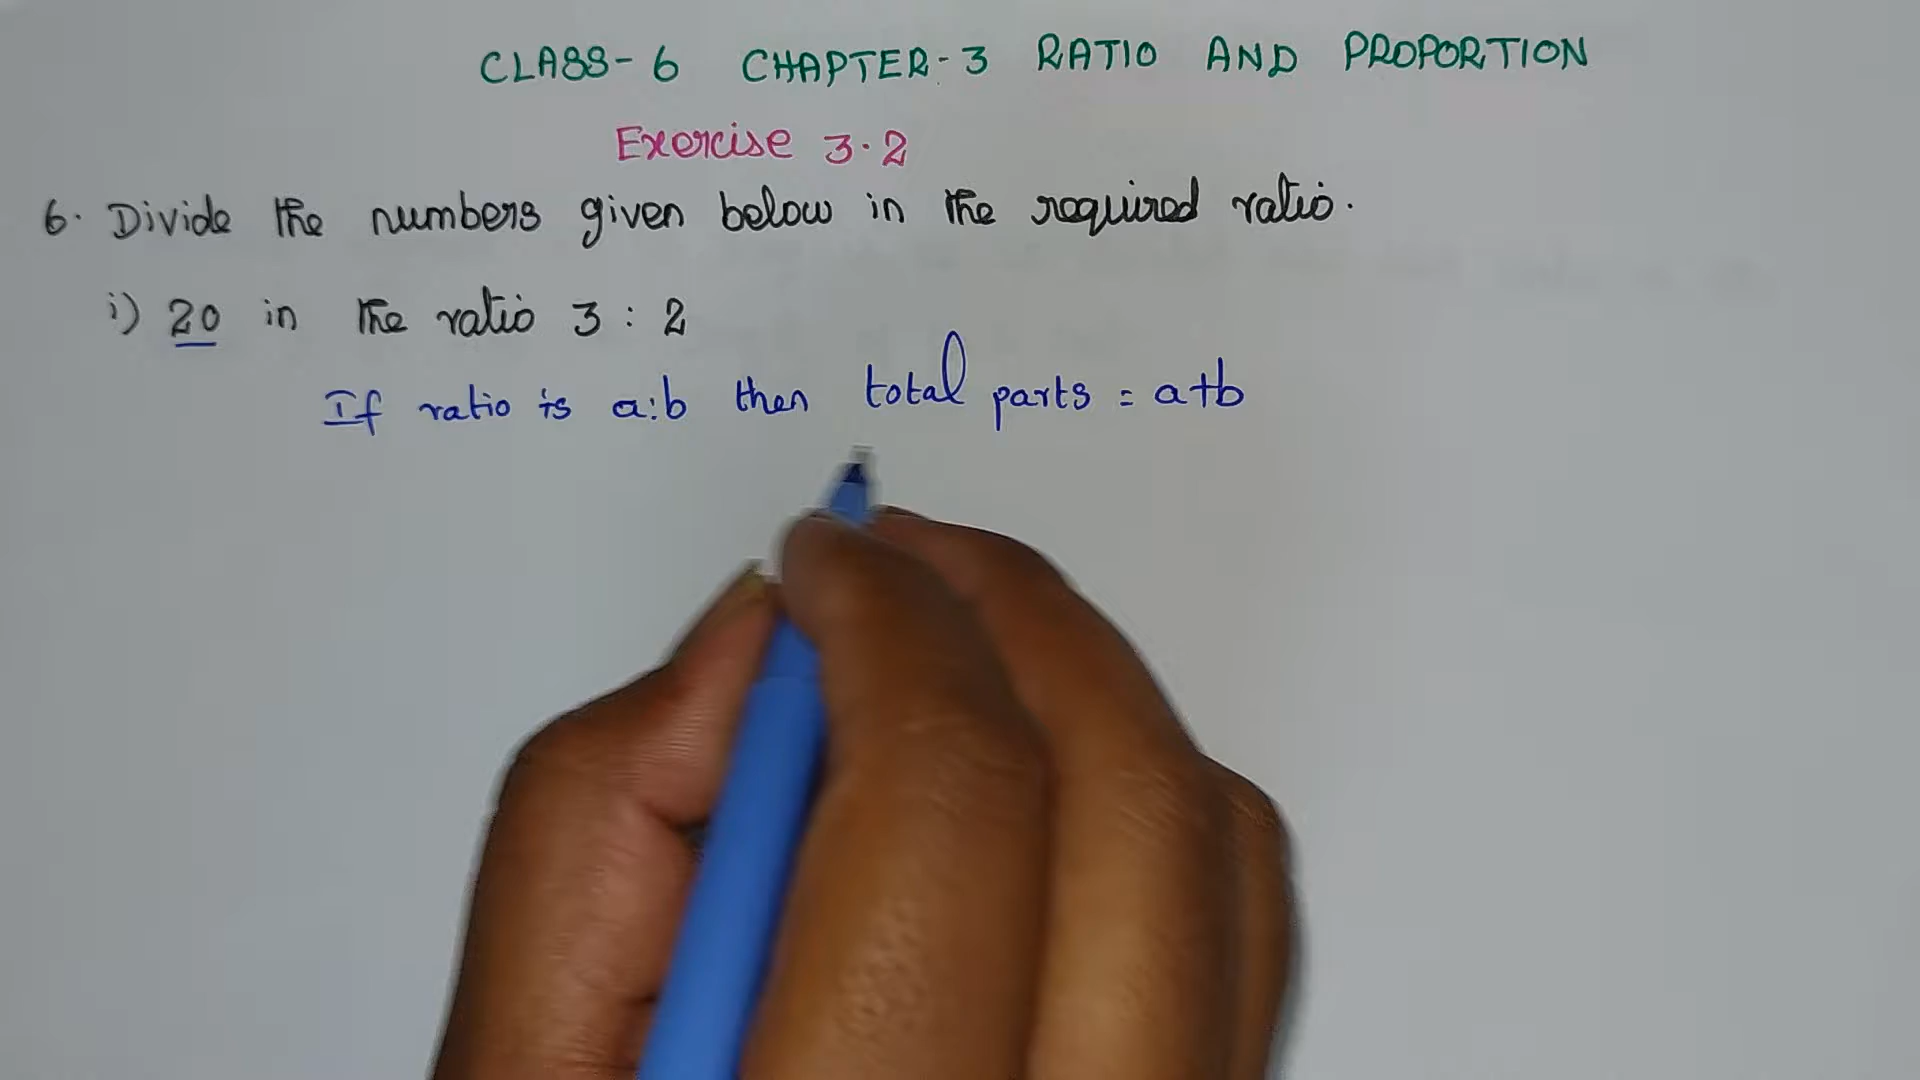 CLASS-6 CHAPTER-3 RATIO AND PROPORTION
Exercise 3.2
6. Divide the numbers given below in the required ratio.
i) 20 in the ratio 3 : 2
If ratio is a:b then total parts = a+b